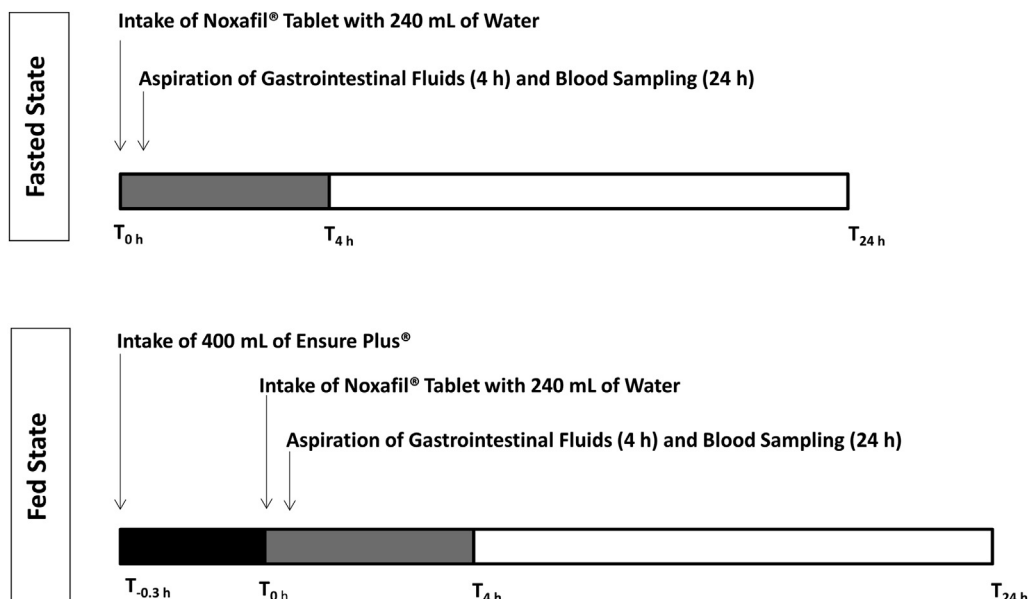 Fasted State
Intake of Noxafil® Tablet with 240 mL of Water
Aspiration of Gastrointestinal Fluids (4 h) and Blood Sampling (24 h)
T0 h
T4 h
T24 h
Fed State
Intake of 400 mL of Ensure Plus®
Intake of Noxafil® Tablet with 240 mL of Water
Aspiration of Gastrointestinal Fluids (4 h) and Blood Sampling (24 h)
T-0.3 h
T0 h
T4 h
T24 h